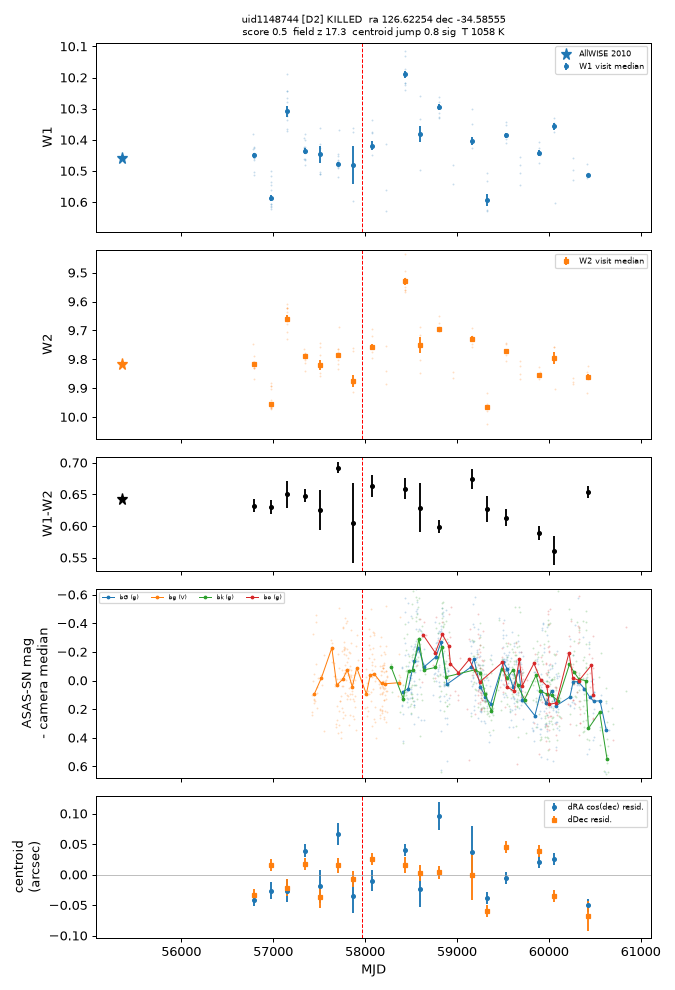 uid1148744 [D2] KILLED ra 126.62254 dec -34.58555
score 0.5 field z 17.3 centroid jump 0.8 sig T 1058 K
W1
10.1
10.2
10.3
10.4
10.5
10.6
AllWISE 2010
W1 visit median
W2
9.5
9.6
9.7
9.8
9.9
10.0
W2 visit median
W1-W2
0.70
0.65
0.60
0.55
ASAS-SN mag
- camera median
−0.6
−0.4
−0.2
0.0
0.2
0.4
0.6
bg (V)
bk (g)
centroid
(arcsec)
0.10
0.05
0.00
−0.05
−0.10
dRA cos(dec) resid.
dDec resid.
56000
57000
58000
59000
60000
61000
MJD